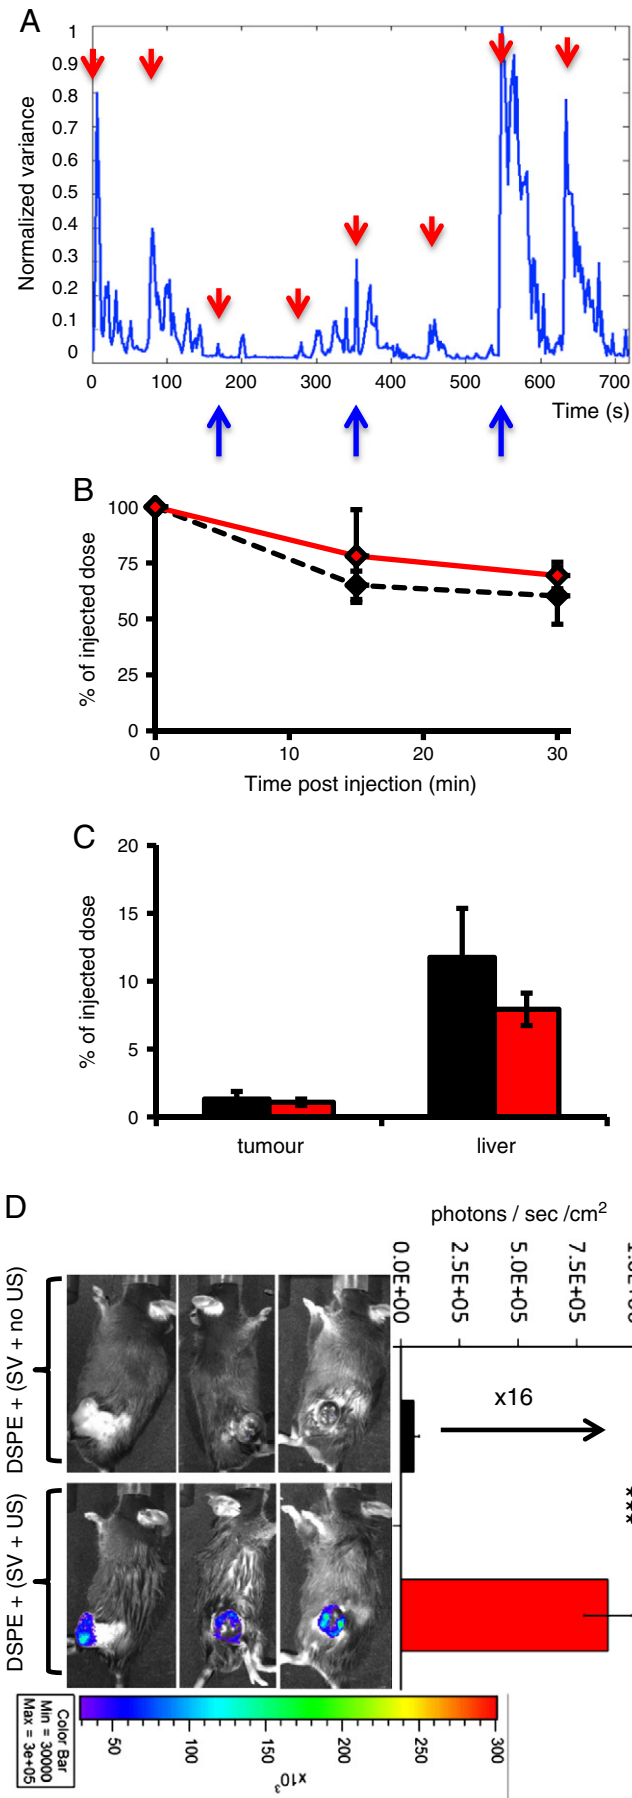 A
Normalized variance
1
0.9
0.8
0.7
0.6
0.5
0.4
0.3
0.2
0.1
0
0 100 200 300 400 500 600 700
Time (s)
B
% of injected dose
100
75
50
25
0
0 10 20 30
Time post injection (min)
C
% of injected dose
20
15
10
5
0
tumour liver
D
photons / sec /cm²
0.0E+00
2.5E+05
5.0E+05
7.5E+05
DSPE + (SV + no US)
x16
***
DSPE + (SV + US)
Color Bar
Min = 30000
Max = 3e+05
50 100 150 200 250 300
x10³